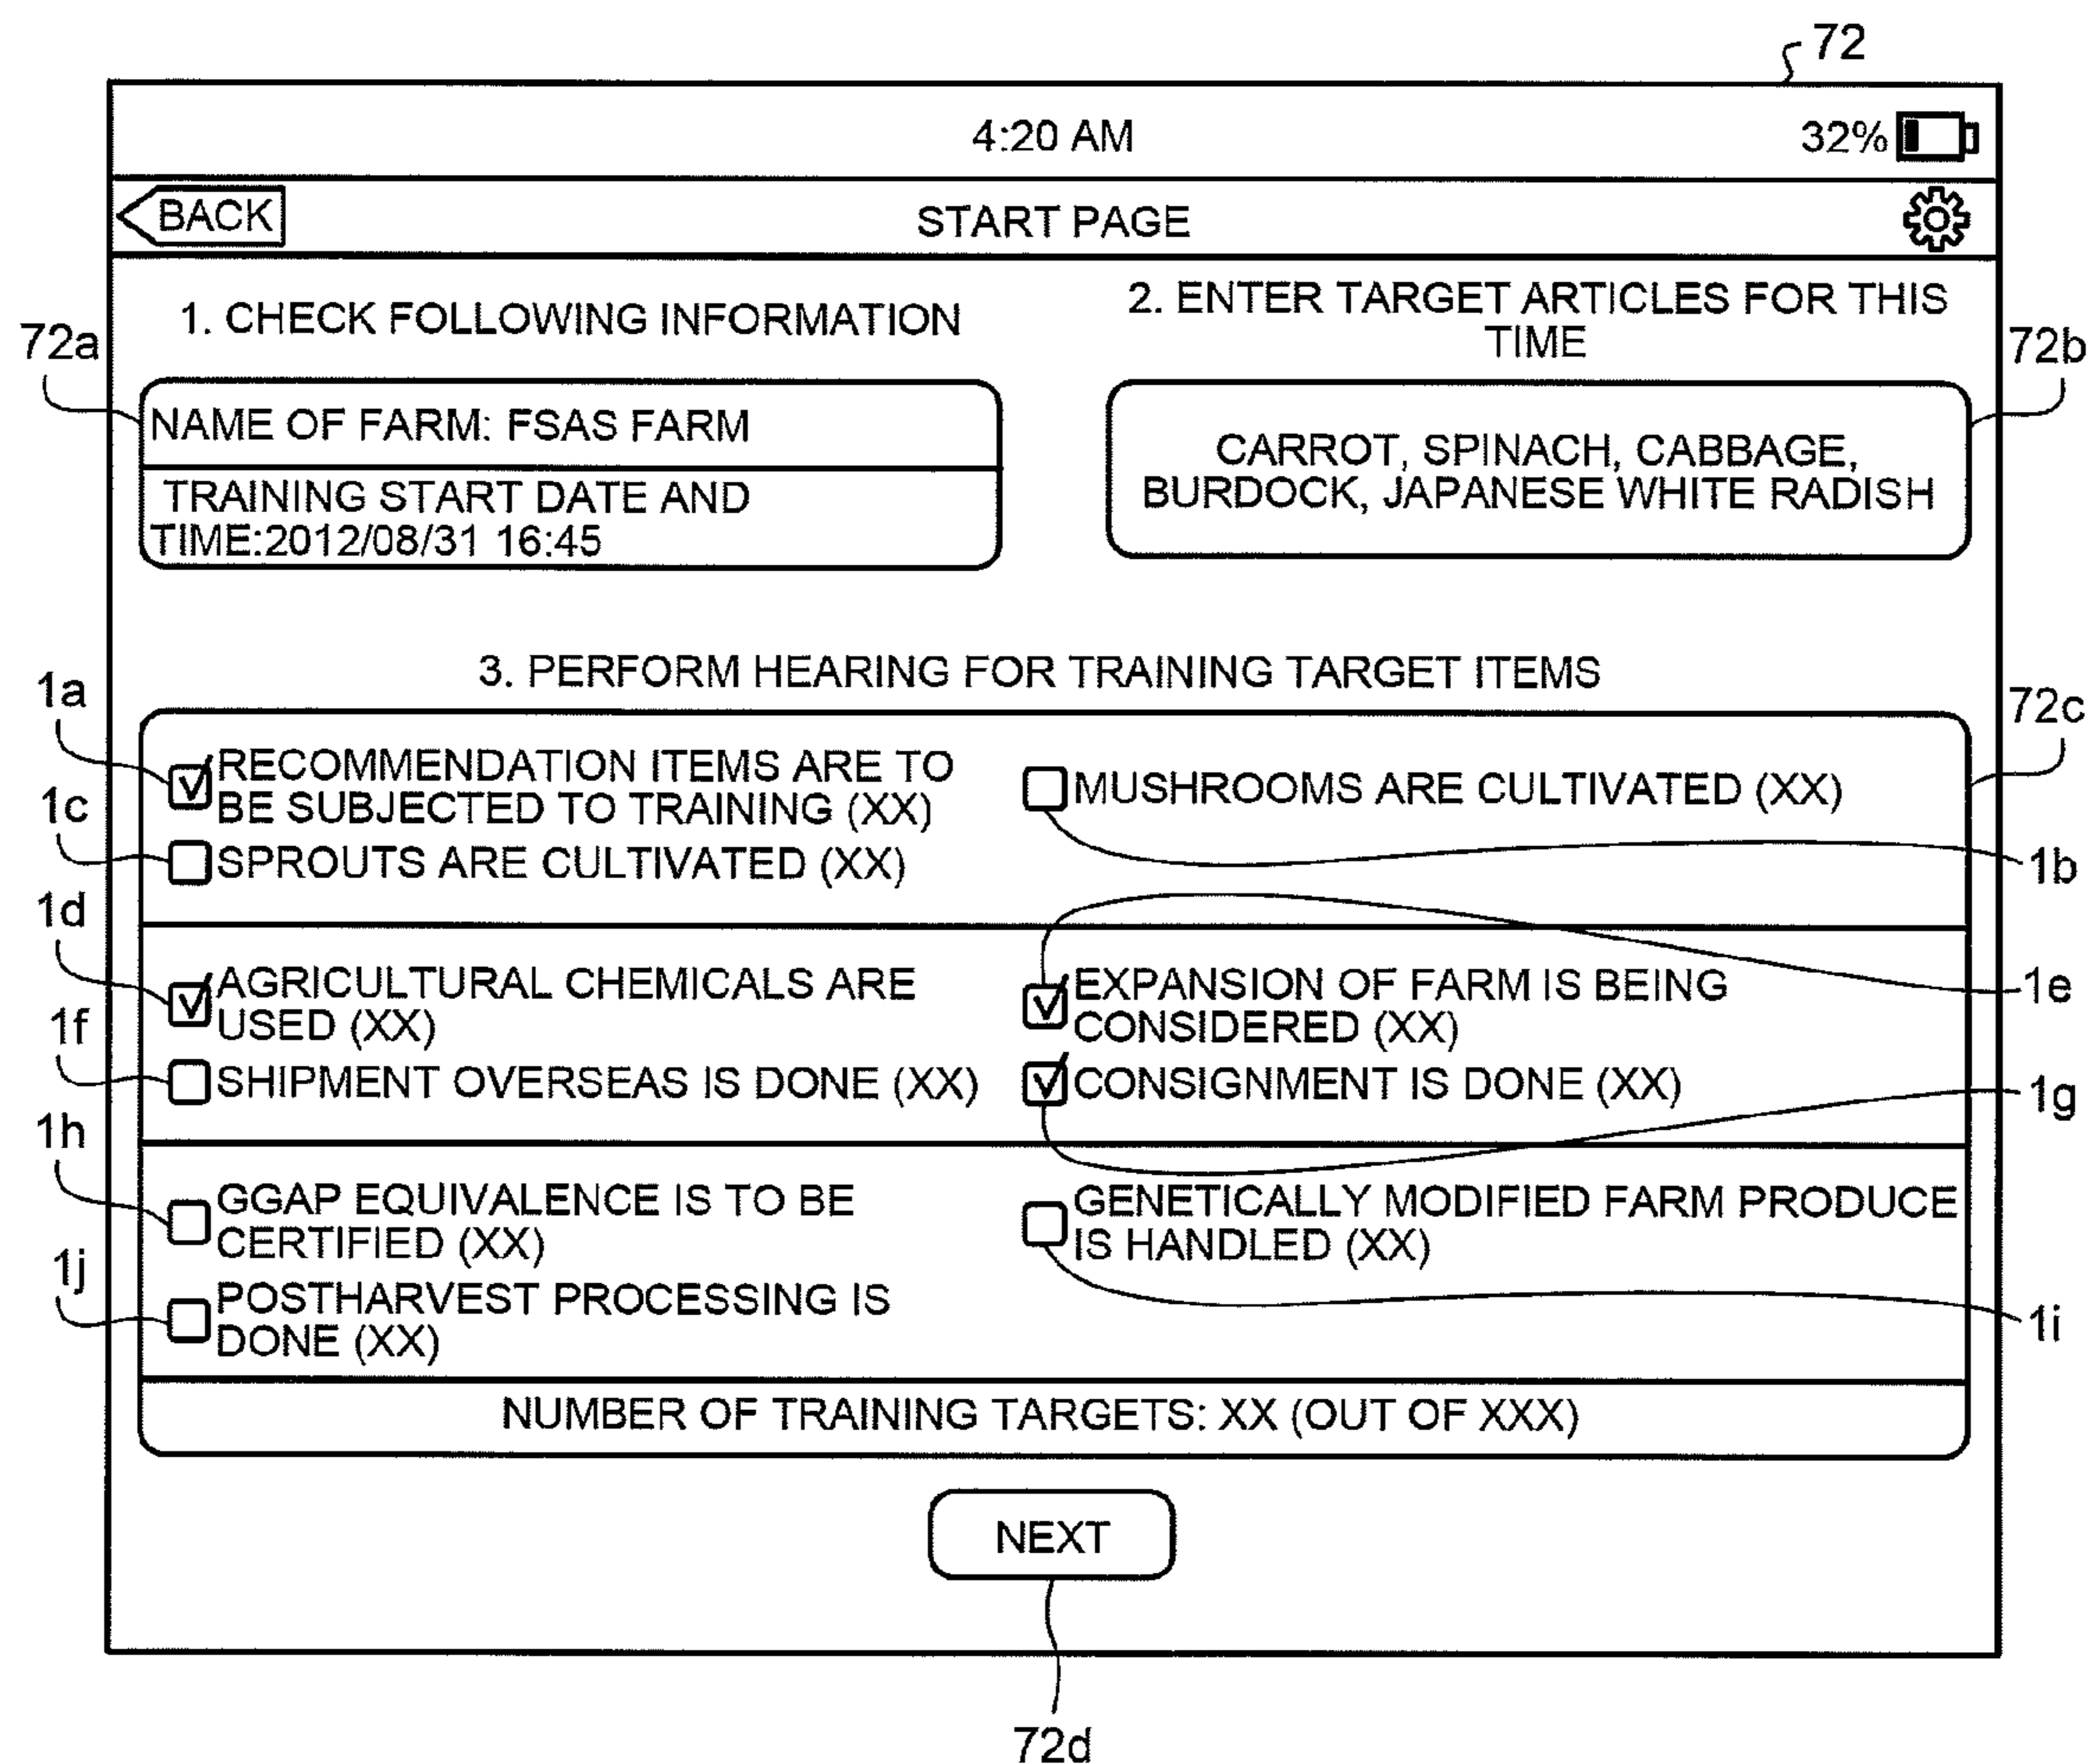 72
4:20 AM
32%
BACK
START PAGE
1. CHECK FOLLOWING INFORMATION
2. ENTER TARGET ARTICLES FOR THIS
TIME
72a
72b
NAME OF FARM: FSAS FARM
TRAINING START DATE AND
TIME:2012/08/31 16:45
CARROT, SPINACH, CABBAGE,
BURDOCK, JAPANESE WHITE RADISH
3. PERFORM HEARING FOR TRAINING TARGET ITEMS
1a
72c
RECOMMENDATION ITEMS ARE TO
BE SUBJECTED TO TRAINING (XX)
MUSHROOMS ARE CULTIVATED (XX)
1c
SPROUTS ARE CULTIVATED (XX)
1b
1d
AGRICULTURAL CHEMICALS ARE
USED (XX)
EXPANSION OF FARM IS BEING
CONSIDERED (XX)
1e
1f
SHIPMENT OVERSEAS IS DONE (XX)
CONSIGNMENT IS DONE (XX)
1g
1h
GGAP EQUIVALENCE IS TO BE
CERTIFIED (XX)
GENETICALLY MODIFIED FARM PRODUCE
IS HANDLED (XX)
1j
POSTHARVEST PROCESSING IS
DONE (XX)
1i
NUMBER OF TRAINING TARGETS: XX (OUT OF XXX)
NEXT
72d